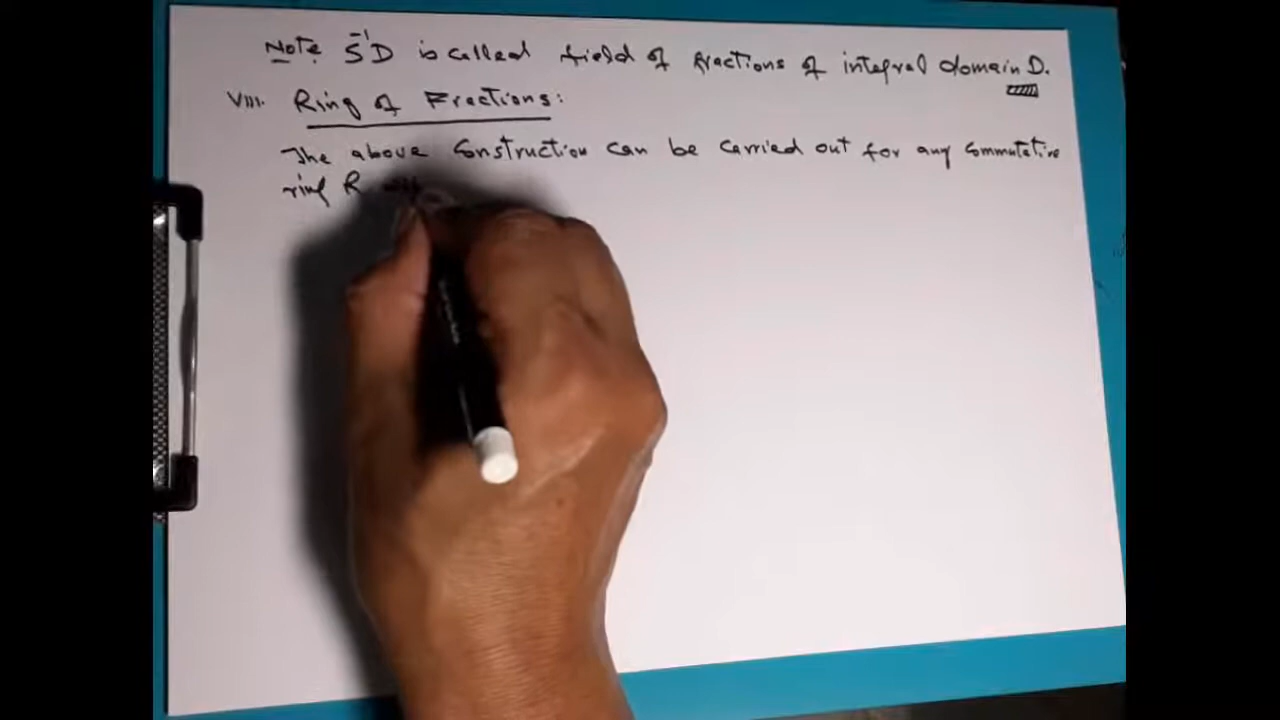 Note S⁻¹D is called field of fractions of integral domain D.
VIII. Ring of Fractions:
The above construction can be carried out for any commutative
ring R